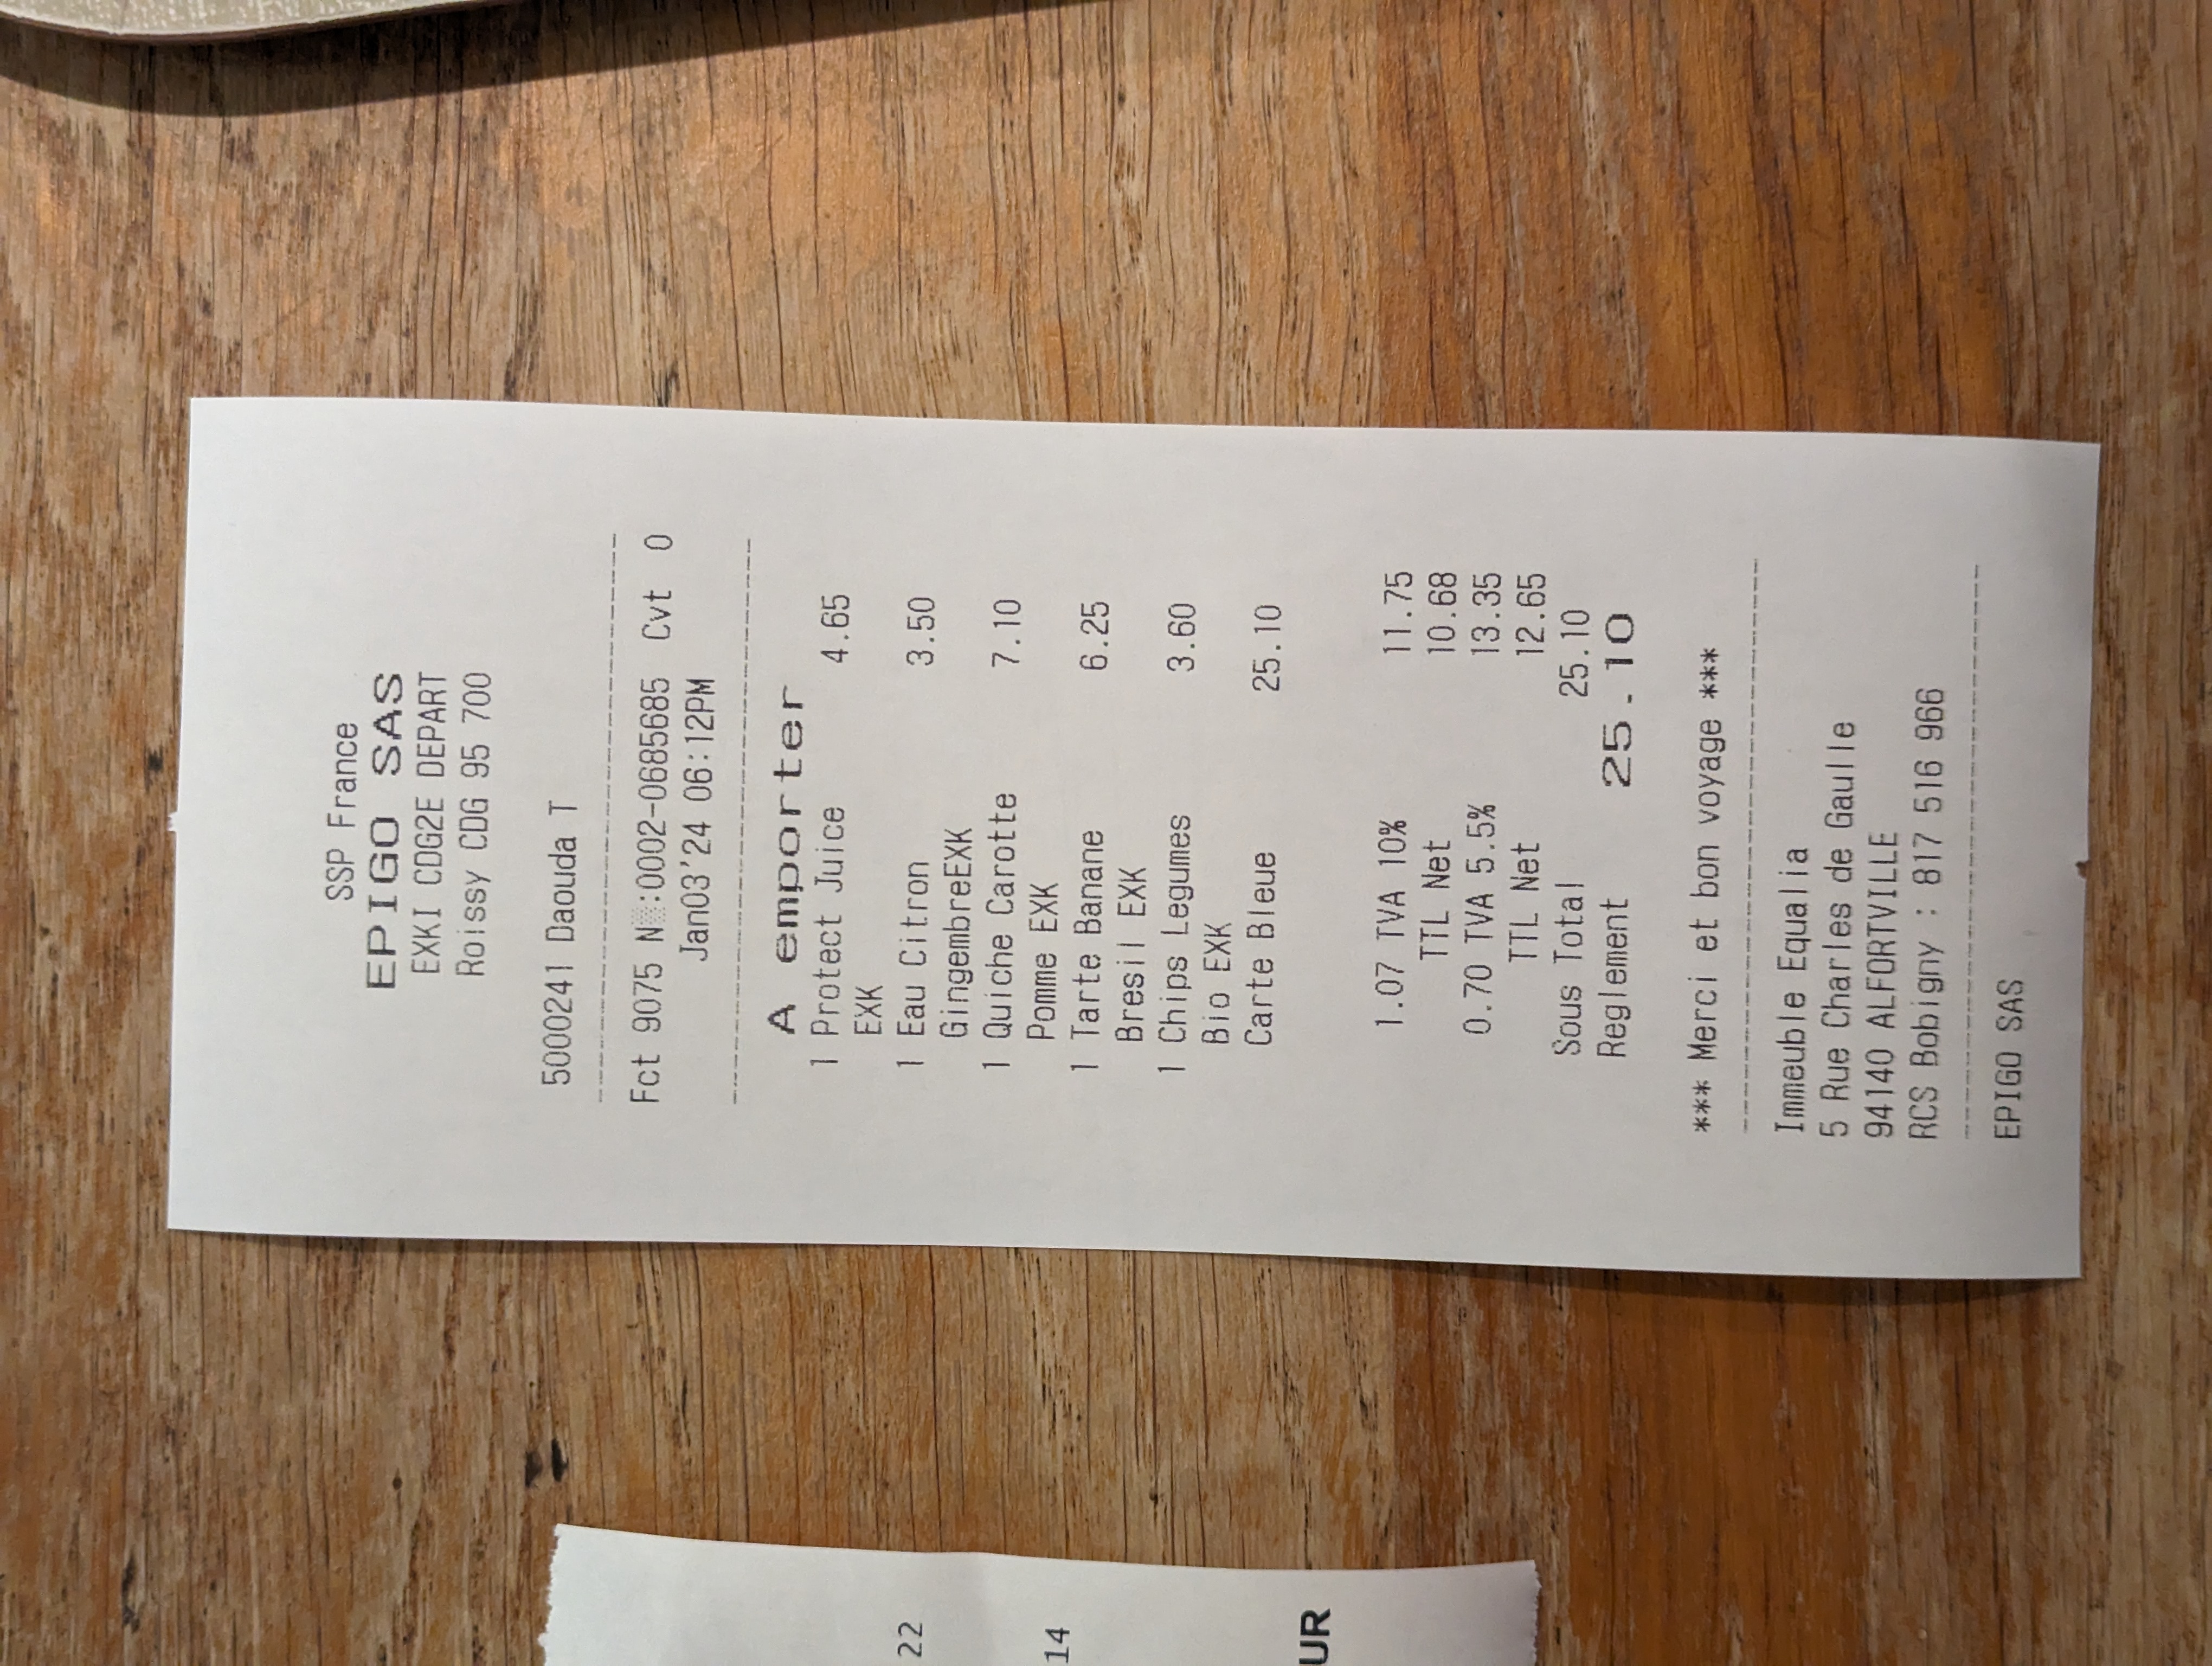 SSP France
EPIGO SAS
EXKI CDG2E DEPART
Roissy CDG 95 700
5000241 Daouda T
Fct 9075 N:0002-0685685 Cvt 0
Jan03'24 06:12PM
A emporter
1 Protect Juice 4.65
EXK
1 Eau Citron 3.50
GingembreEXK
1 Quiche Carotte 7.10
Pomme EXK
1 Tarte Banane 6.25
Bresil EXK
1 Chips Legumes 3.60
Bio EXK
Carte Bleue 25.10
1.07 TVA 10% 11.75
TTL Net 10.68
0.70 TVA 5.5% 13.35
TTL Net 12.65
Sous Total 25.10
Reglement 25.10
*** Merci et bon voyage ***
Immeuble Equalia
5 Rue Charles de Gaulle
94140 ALFORTVILLE
RCS Bobigny : 817 516 966
EPIGO SAS
22
14
UR